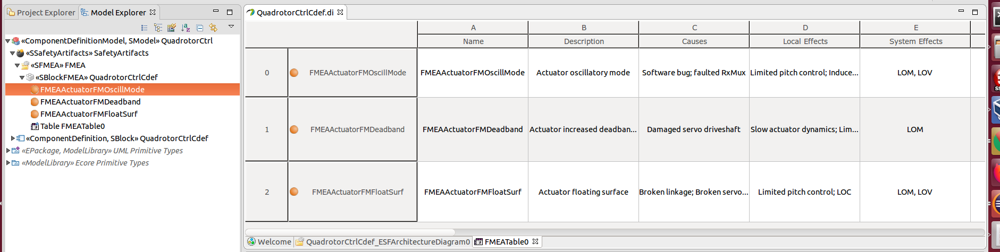 Project Explorer
Model Explorer
«ComponentDefinitionModel, SModel» QuadrotorCtrl
«SSafetyArtifacts» SafetyArtifacts
«SFMEA» FMEA
«SBlockFMEA» QuadrotorCtrlCdef
FMEAActuatorFMOscillMode
FMEAActuatorFMDeadband
FMEAActuatorFMFloatSurf
Table FMEATable0
«ComponentDefinition, SBlock» QuadrotorCtrlCdef
«EPackage, ModelLibrary» UML Primitive Types
«ModelLibrary» Ecore Primitive Types
QuadrotorCtrlCdef.di
A B C D E
Name Description Causes Local Effects System Effects
0 FMEAActuatorFMOscillMode FMEAActuatorFMOscillMode Actuator oscillatory mode Software bug; faulted RxMux Limited pitch control; Induce... LOM, LOV
1 FMEAActuatorFMDeadband FMEAActuatorFMDeadband Actuator increased deadban... Damaged servo driveshaft Slow actuator dynamics; Lim... LOM
2 FMEAActuatorFMFloatSurf FMEAActuatorFMFloatSurf Actuator floating surface Broken linkage; Broken servo... Limited pitch control; LOC LOM, LOV
Welcome QuadrotorCtrlCdef_ESFArchitectureDiagram0 FMEATable0